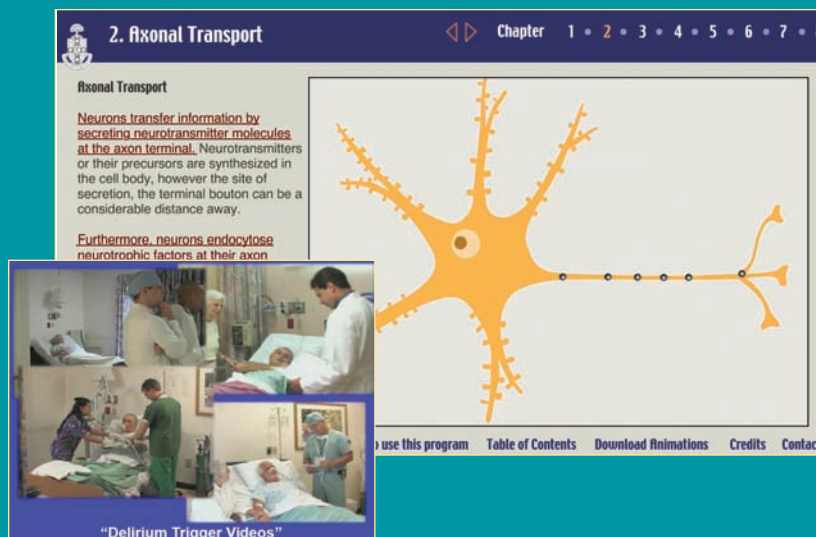 2. Axonal Transport
Chapter 1 • 2 • 3 • 4 • 5 • 6 • 7 •
Axonal Transport
Neurons transfer information by
secreting neurotransmitter molecules
at the axon terminal. Neurotransmitters
or their precursors are synthesized in
the cell body, however the site of
secretion, the terminal bouton can be a
considerable distance away.
Furthermore, neurons endocytose
neurotrophic factors at their axon
use this program Table of Contents Download Animations Credits
"Delirium Trigger Videos"